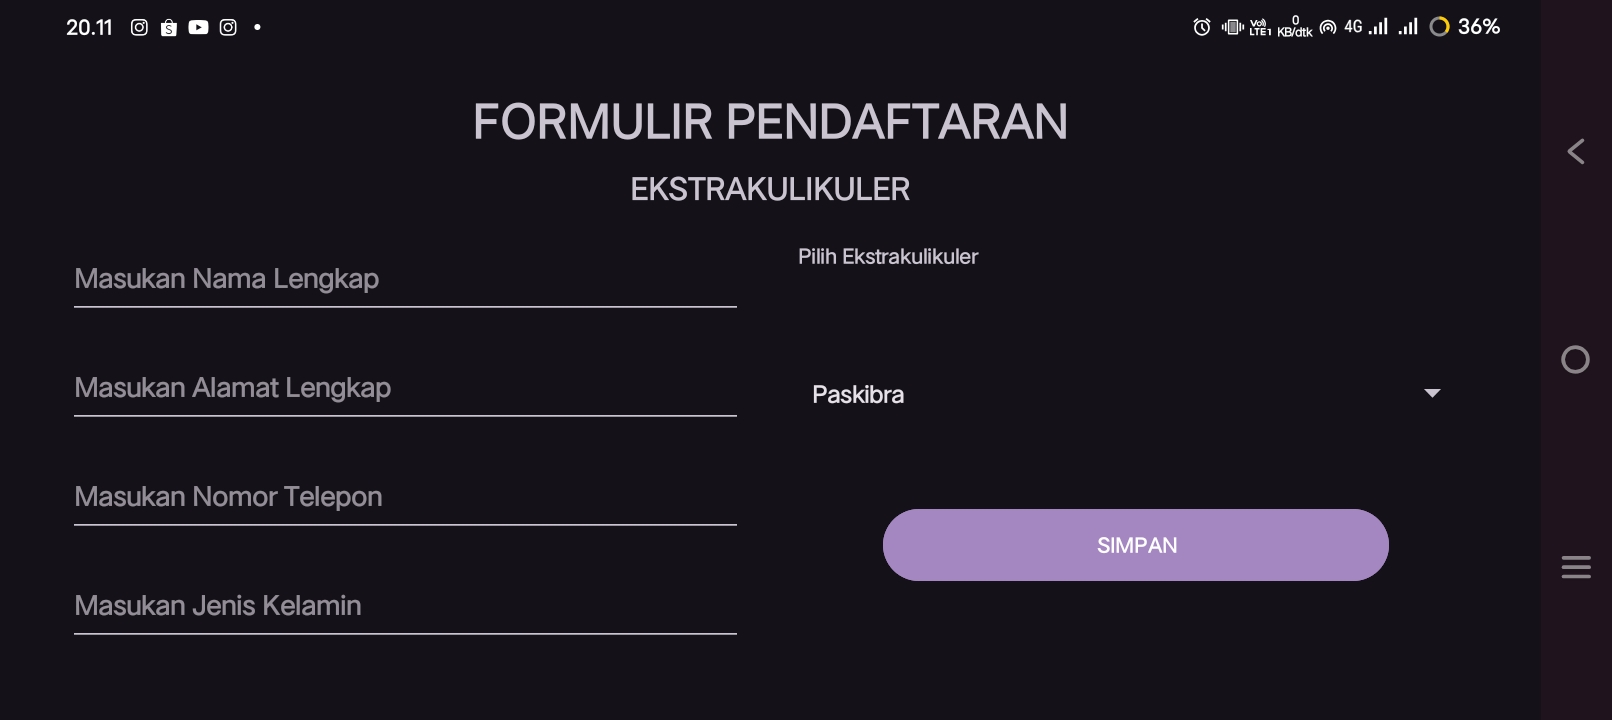 20.11
Vo)) LTE1 0 KB/dtk 4G 36%
FORMULIR PENDAFTARAN
EKSTRAKULIKULER
Masukan Nama Lengkap
Masukan Alamat Lengkap
Masukan Nomor Telepon
Masukan Jenis Kelamin
Pilih Ekstrakulikuler
Paskibra
SIMPAN